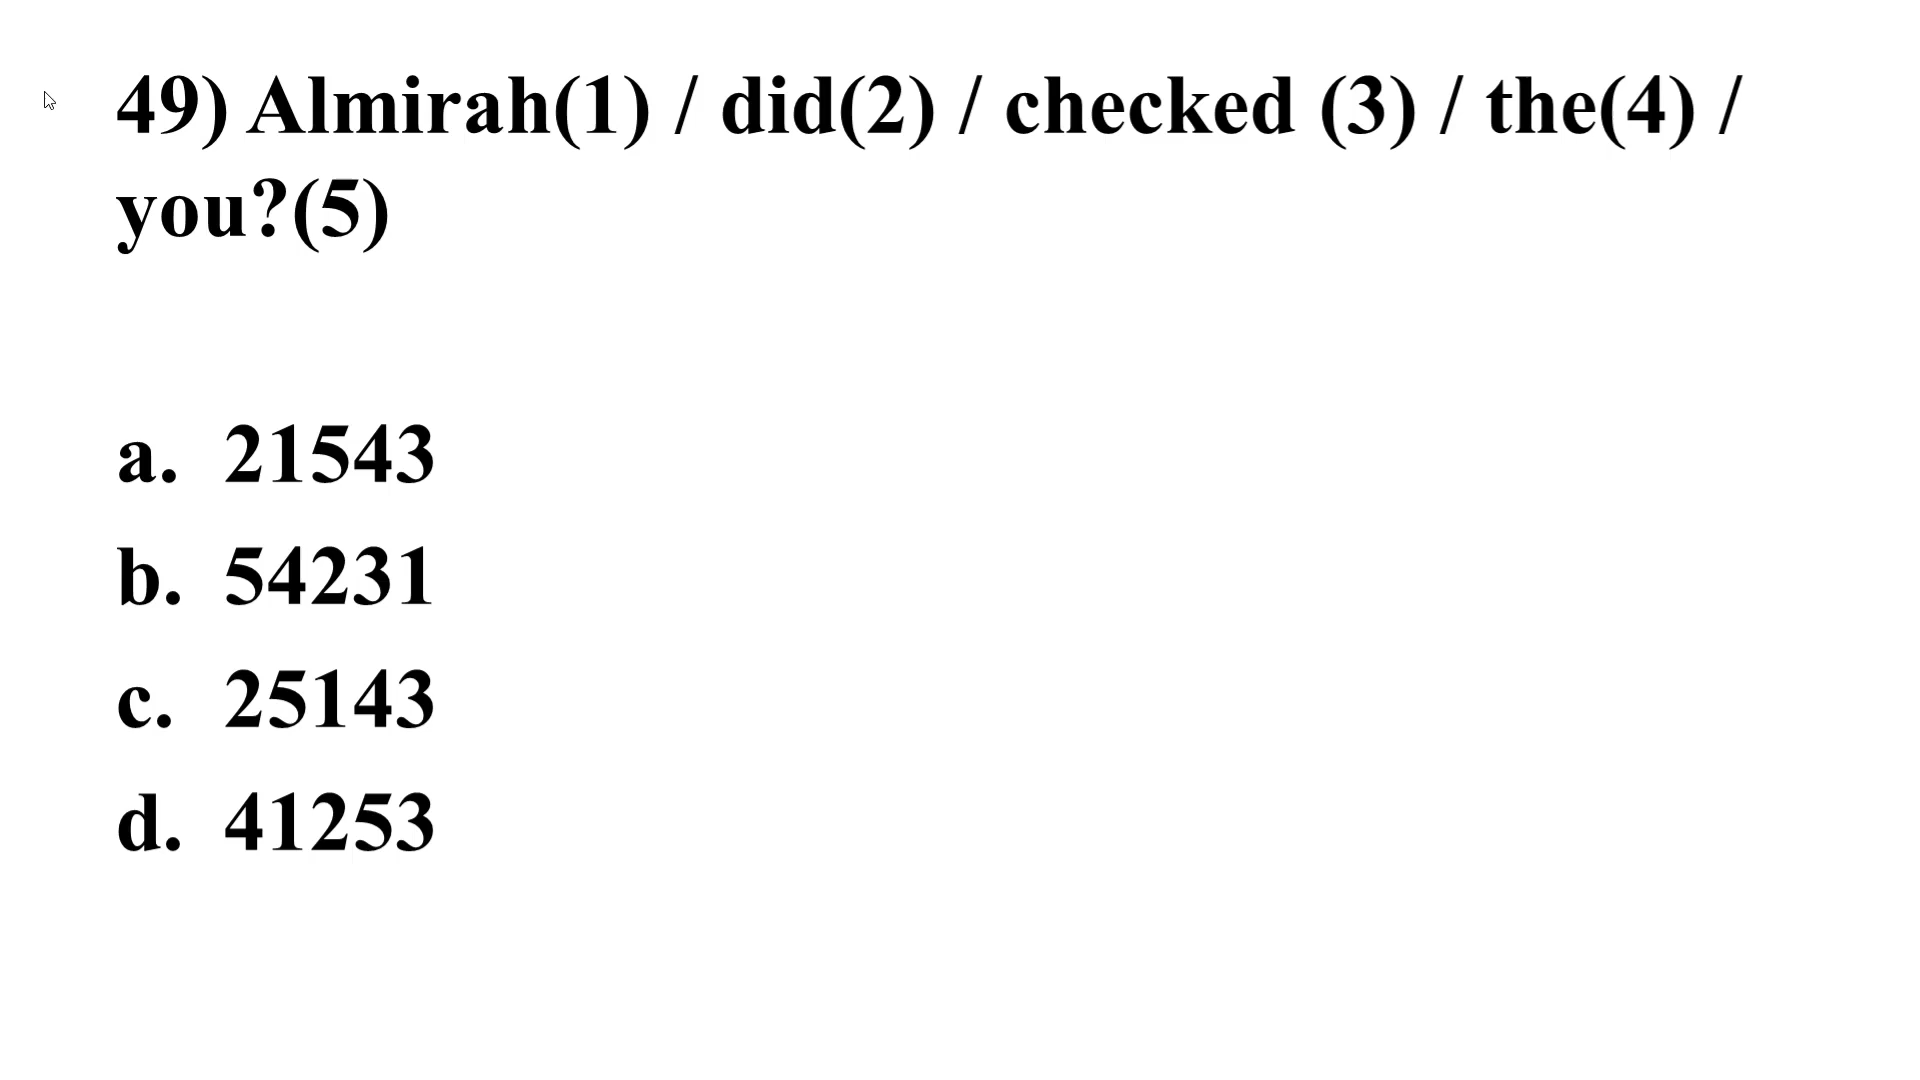 49) Almirah(1) / did(2) / checked (3) / the(4) /
you?(5)
a. 21543
b. 54231
c. 25143
d. 41253